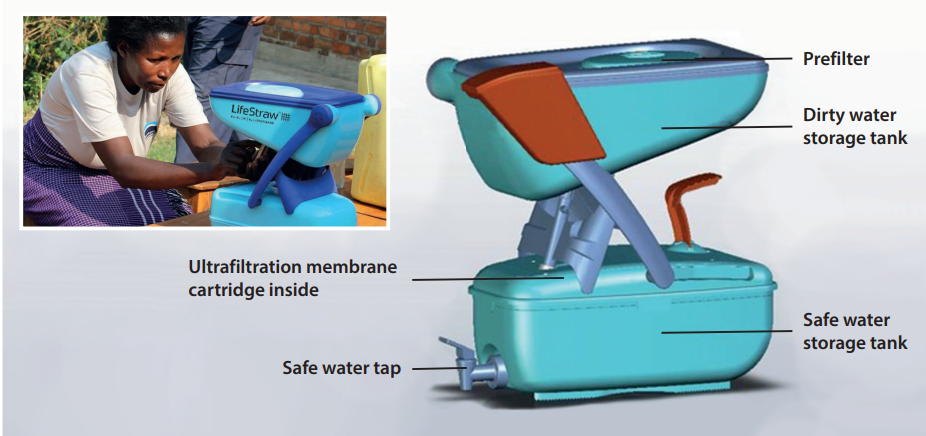 LifeStraw
Prefilter
Dirty water
storage tank
Ultrafiltration membrane
cartridge inside
Safe water
storage tank
Safe water tap